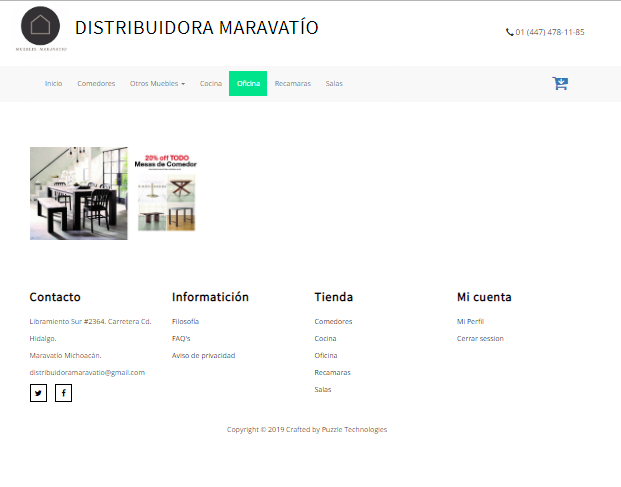 DISTRIBUIDORA MARAVATÍO
MUEBLES MARAVATIO
01 (447) 478-11-85
Inicio
Comedores
Otros Muebles
Cocina
Oficina
Recamaras
Salas
20% off TODO
Mesas de Comedor
Contacto
Libramiento Sur #2364. Carretera Cd.
Hidalgo.
Maravatío Michoacán.
distribuidoramaravatio@gmail.com
Informatición
Filosofía
FAQ's
Aviso de privacidad
Tienda
Comedores
Cocina
Oficina
Recamaras
Salas
Mi cuenta
Mi Perfil
Cerrar session
Copyright © 2019 Crafted by Puzzle Technologies